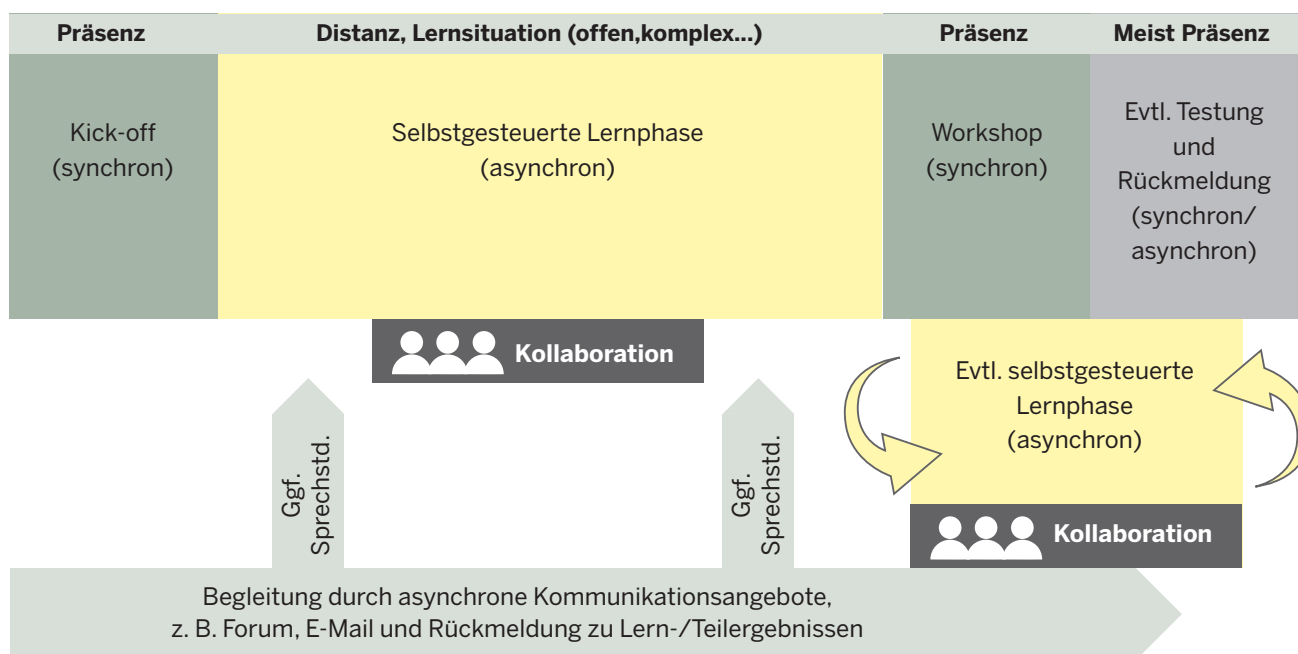 Präsenz
Distanz, Lernsituation (offen,komplex...)
Präsenz
Meist Präsenz
Kick-off
(synchron)
Selbstgesteuerte Lernphase
(asynchron)
Workshop
(synchron)
Evtl. Testung
und
Rückmeldung
(synchron/
asynchron)
Kollaboration
Evtl. selbstgesteuerte
Lernphase
(asynchron)
Ggf.
Sprechstd.
Ggf.
Sprechstd.
Kollaboration
Begleitung durch asynchrone Kommunikationsangebote,
z. B. Forum, E-Mail und Rückmeldung zu Lern-/Teilergebnissen